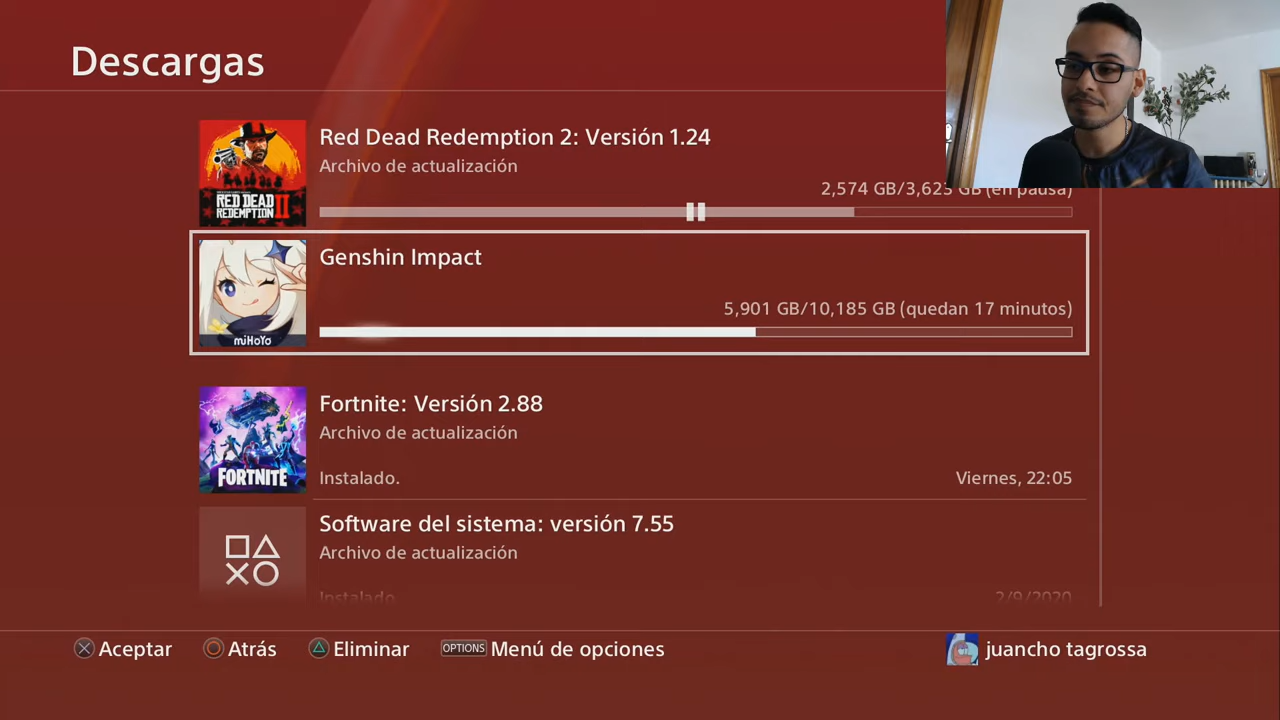 Descargas
Red Dead Redemption 2: Versión 1.24
Archivo de actualización
2,574 GB/3,625 GB (en pausa)
RED DEAD
REDEMPTION II
Genshin Impact
5,901 GB/10,185 GB (quedan 17 minutos)
miHoYo
Fortnite: Versión 2.88
Archivo de actualización
FORTNITE
Instalado.
Viernes, 22:05
Software del sistema: versión 7.55
Archivo de actualización
Instalado.
2/9/2020
Aceptar
Atrás
Eliminar
OPTIONS Menú de opciones
juancho tagrossa